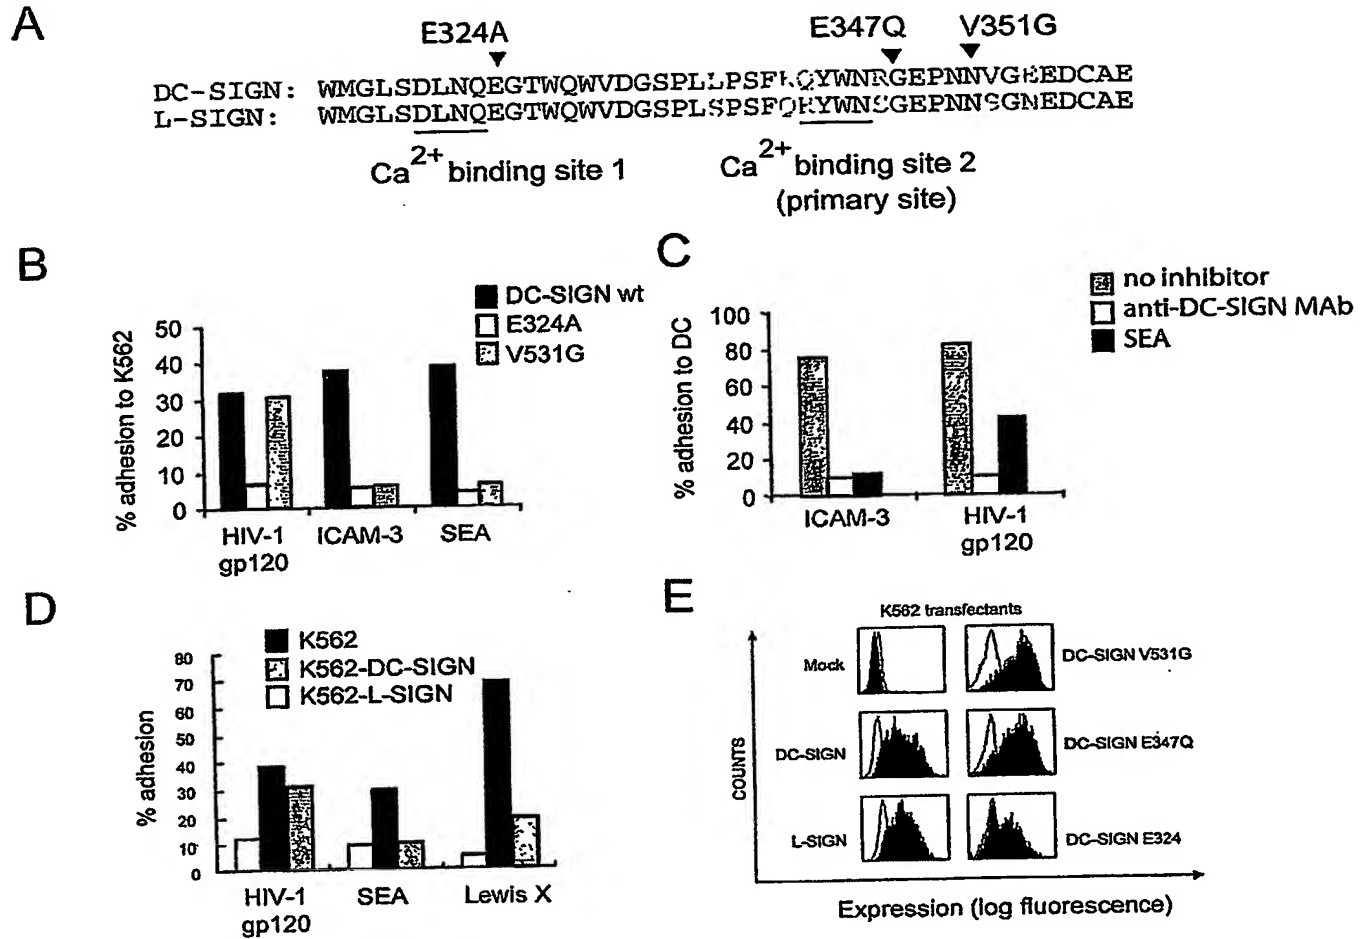 A
E324A
E347Q
V351G
DC-SIGN: WMGLSDLNQEGTWQWVDGSPLLPSF
L-SIGN: WMGLSDLNQEGTWQWVDGSPLSPSFQ
Ca2+ binding site 1
Ca2+ binding site 2
(primary site)
B
% adhesion to K562
50
40
30
20
10
0
HIV-1
gp120
ICAM-3
SEA
DC-SIGN wt
E324A
V531G
C
% adhesion to DC
100
80
60
40
20
0
ICAM-3
HIV-1
gp120
no inhibitor
anti-DC-SIGN MAb
SEA
D
% adhesion
80
70
60
50
40
30
20
10
0
HIV-1
gp120
SEA
Lewis X
K562
K562-DC-SIGN
K562-L-SIGN
E
K562 transfectants
Mock
DC-SIGN V531G
DC-SIGN
DC-SIGN E347Q
L-SIGN
DC-SIGN E324
COUNTS
Expression (log fluorescence)